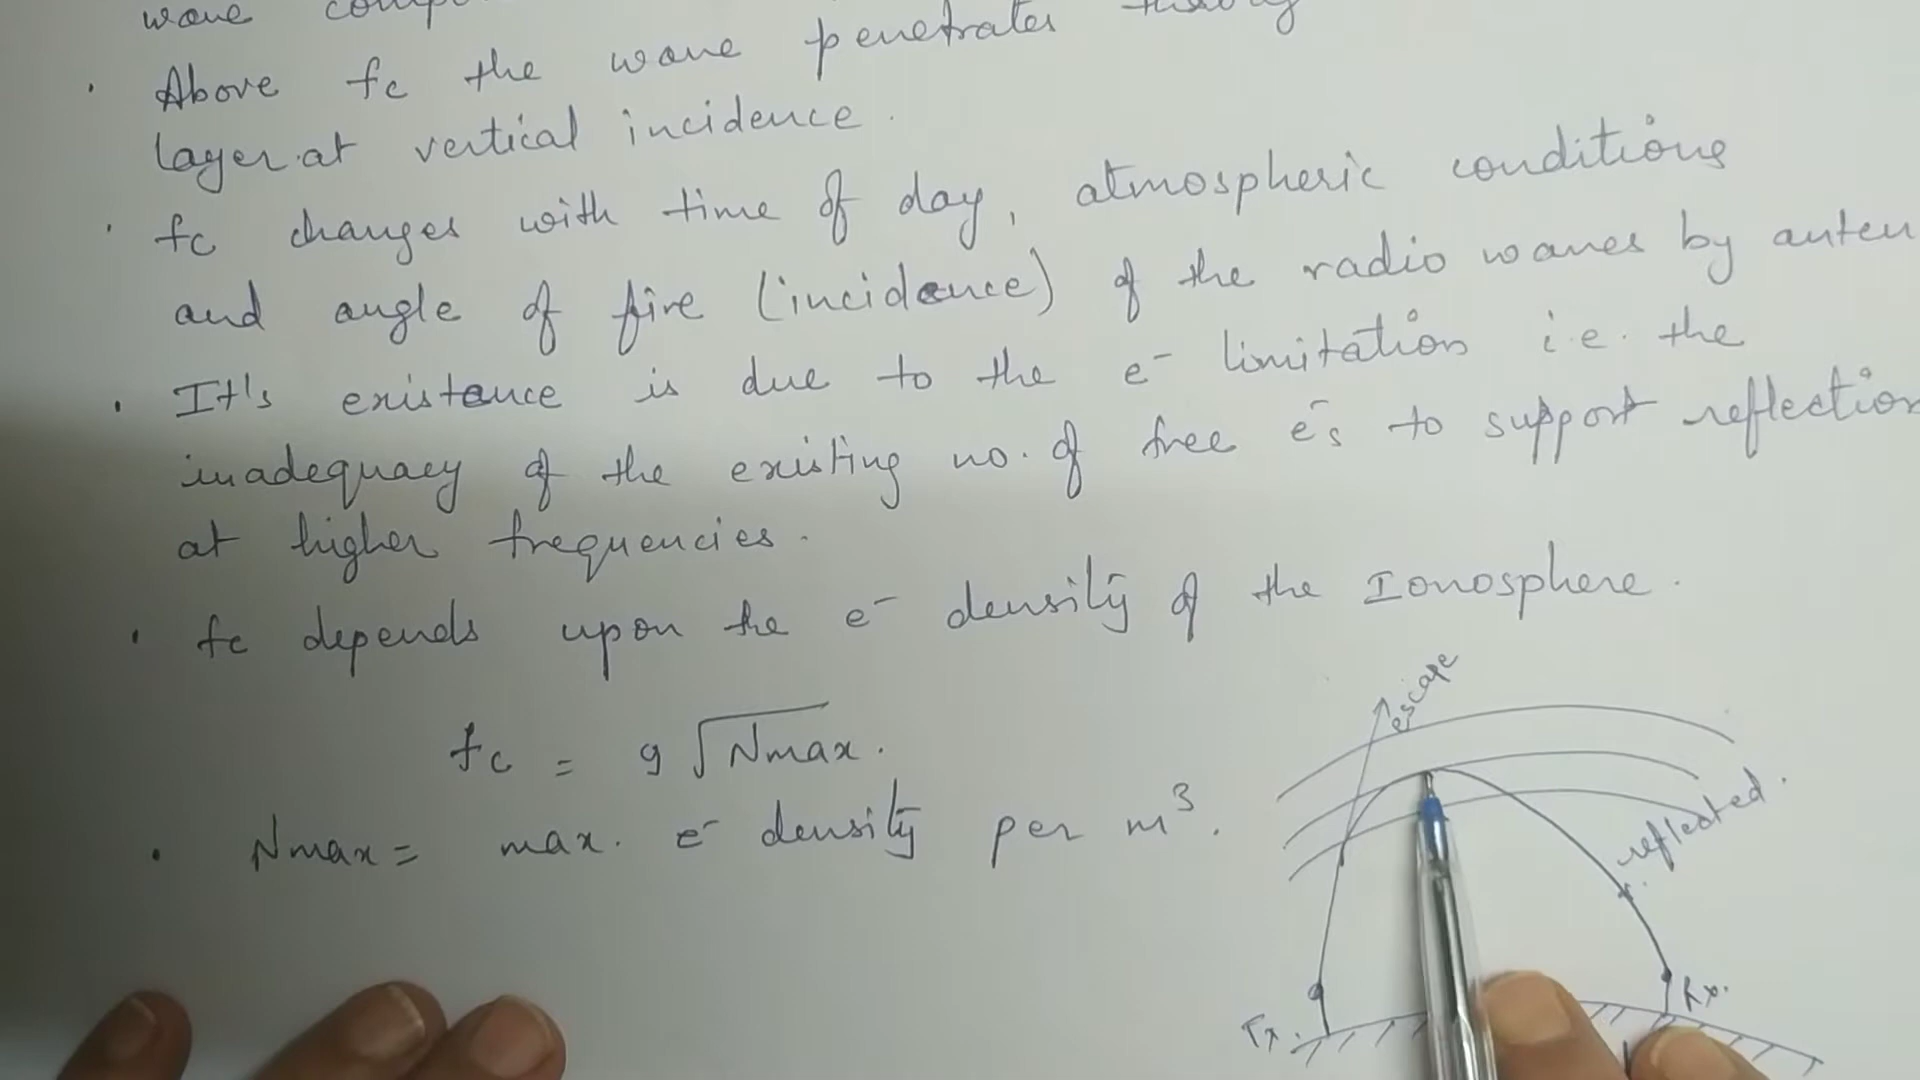 wave
• Above fc the wave penetrates
layer at vertical incidence.
• fc changes with time of day, atmospheric conditions
and angle of fire (incidence) of the radio waves by anten
• It's existence is due to the e⁻ limitation i.e. the
inadequacy of the existing no. of free e⁻s to support reflection
at higher frequencies.
• fc depends upon the e⁻ density of the Ionosphere.
escape
fc = 9 √Nmax.
reflected.
• Nmax = max. e⁻ density per m³.
Tx.
Rx.